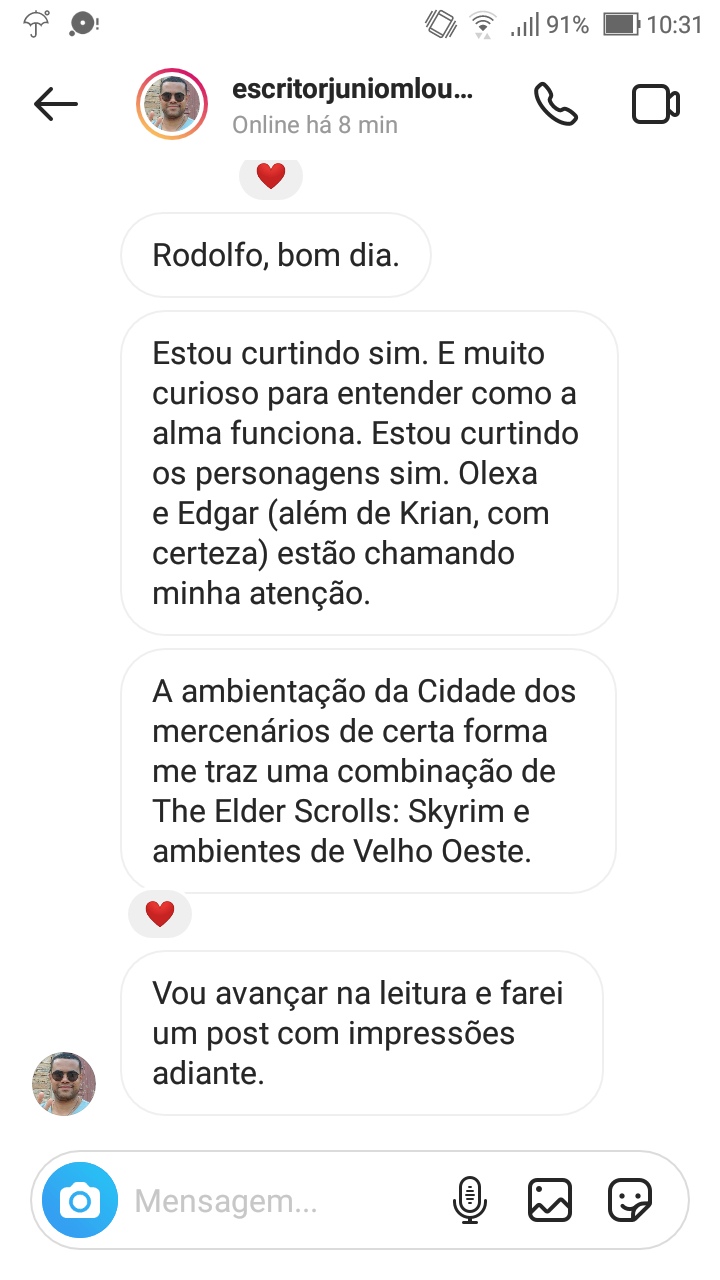 91% 10:31
escritorjuniomlou...
Online há 8 min
Rodolfo, bom dia.
Estou curtindo sim. E muito
curioso para entender como a
alma funciona. Estou curtindo
os personagens sim. Olexa
e Edgar (além de Krian, com
certeza) estão chamando
minha atenção.
A ambientação da Cidade dos
mercenários de certa forma
me traz uma combinação de
The Elder Scrolls: Skyrim e
ambientes de Velho Oeste.
Vou avançar na leitura e farei
um post com impressões
adiante.
Mensagem...